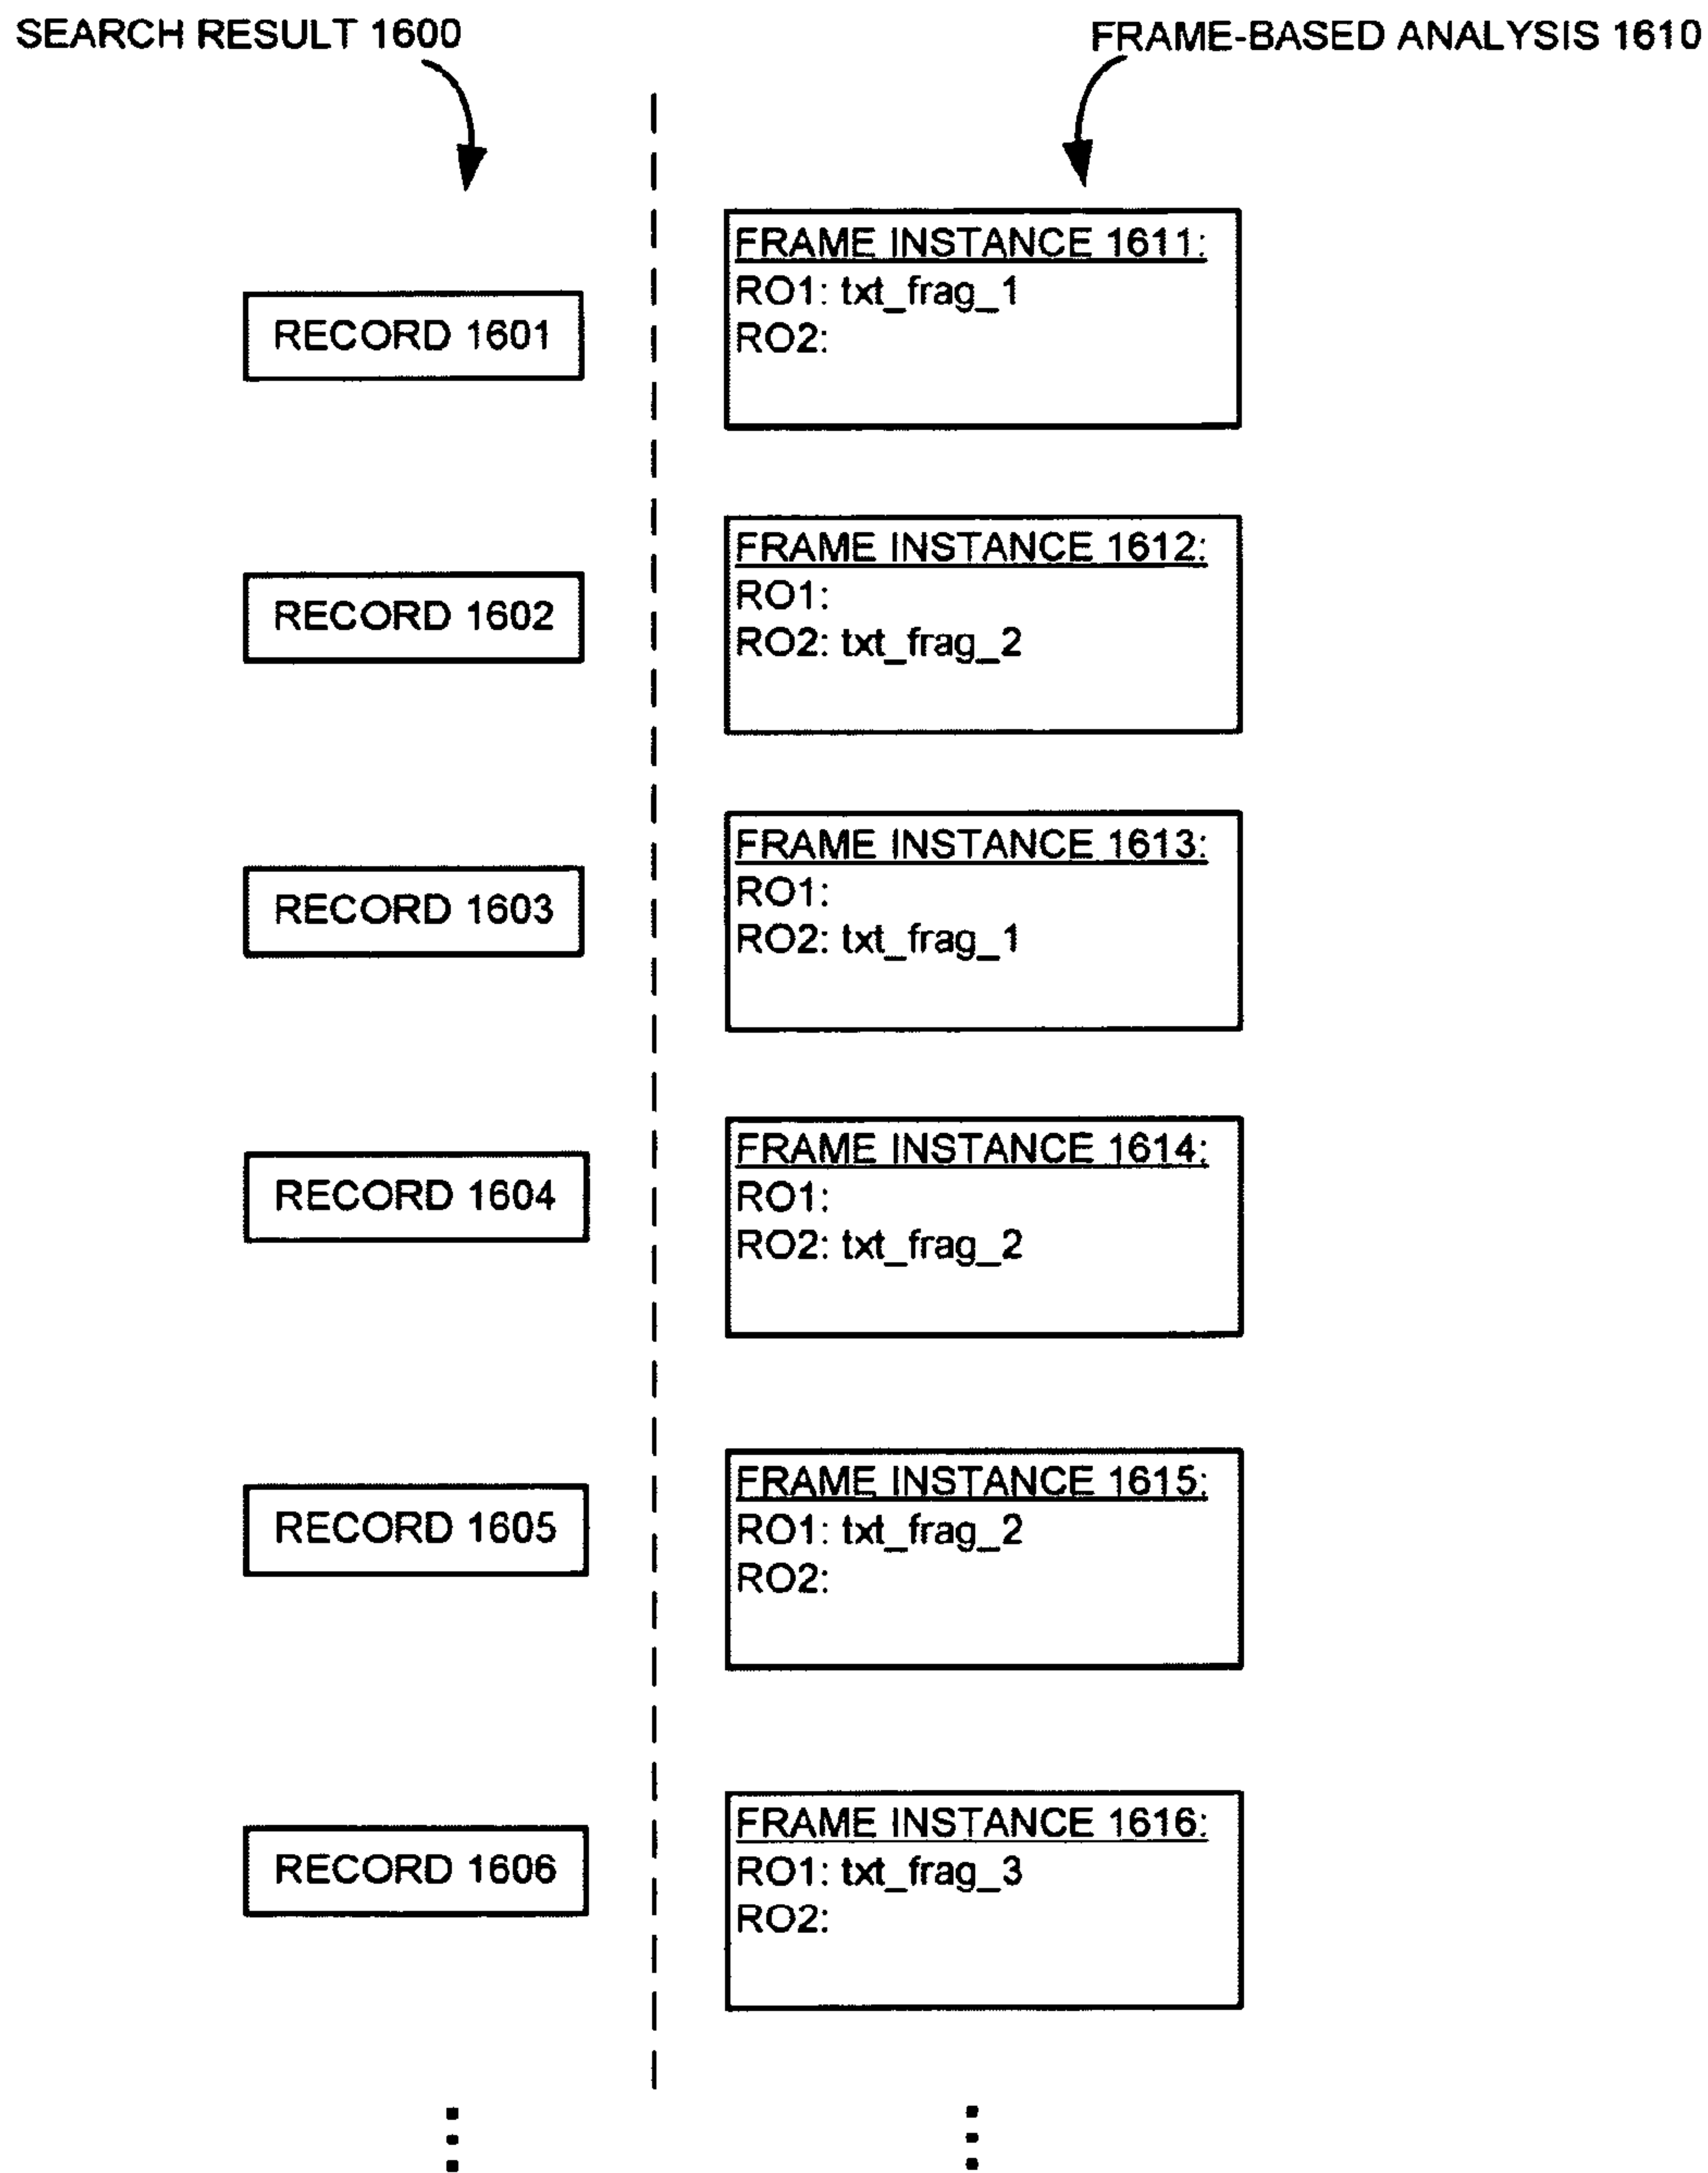 SEARCH RESULT 1600
FRAME-BASED ANALYSIS 1610
RECORD 1601
FRAME INSTANCE 1611:
RO1: txt_frag_1
RO2:
RECORD 1602
FRAME INSTANCE 1612:
RO1:
RO2: txt_frag_2
RECORD 1603
FRAME INSTANCE 1613:
RO1:
RO2: txt_frag_1
RECORD 1604
FRAME INSTANCE 1614:
RO1:
RO2: txt_frag_2
RECORD 1605
FRAME INSTANCE 1615:
RO1: txt_frag_2
RO2:
RECORD 1606
FRAME INSTANCE 1616:
RO1: txt_frag_3
RO2: